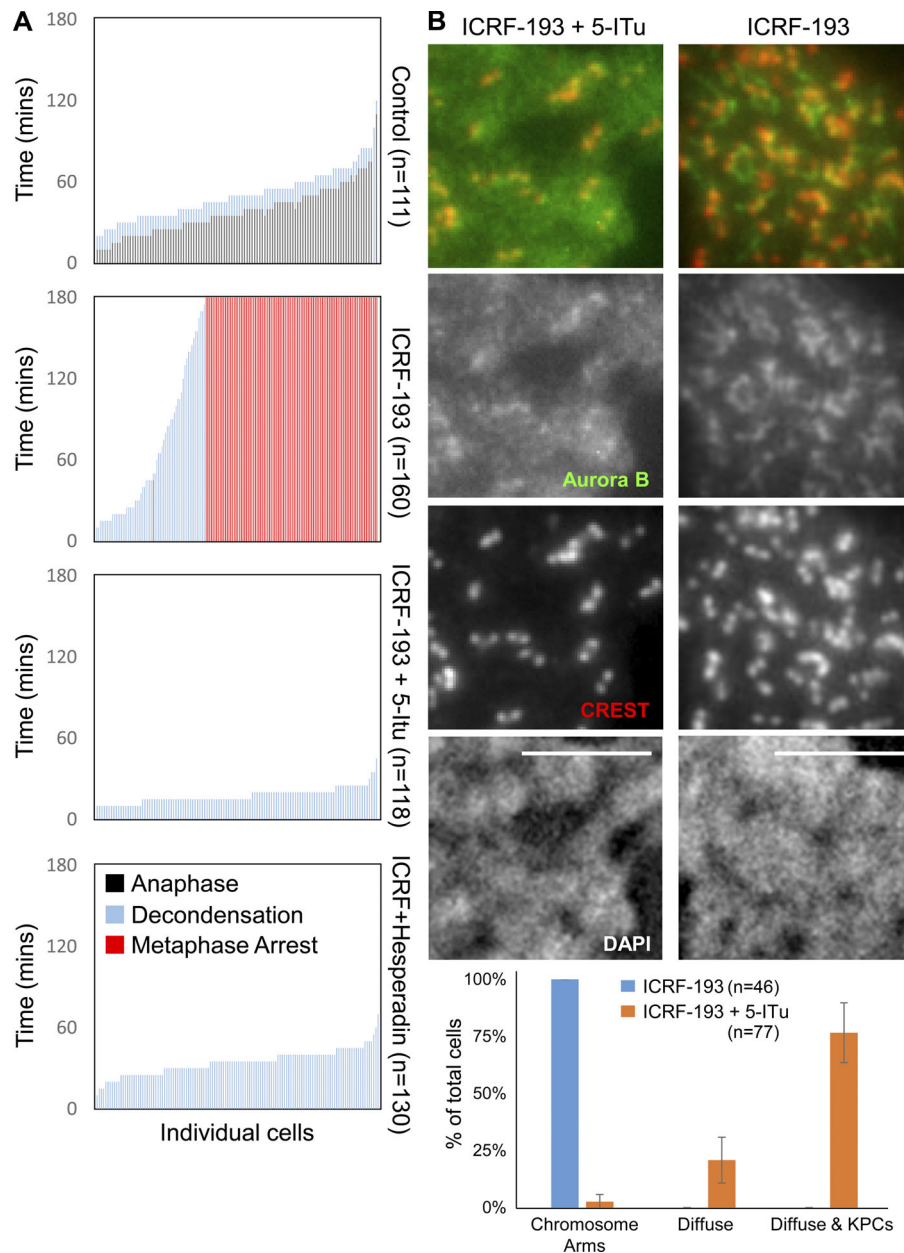 A
180
120
60
0
Time (mins)
Control (n=111)
180
120
60
0
Time (mins)
ICRF-193 (n=160)
180
120
60
0
Time (mins)
ICRF-193 + 5-Itu (n=118)
180
120
60
0
Time (mins)
ICRF+Hesperadin (n=130)
Anaphase
Decondensation
Metaphase Arrest
Individual cells
B
ICRF-193 + 5-ITu
ICRF-193
Aurora B
CREST
DAPI
100%
75%
50%
25%
0%
% of total cells
ICRF-193 (n=46)
ICRF-193 + 5-ITu
(n=77)
Chromosome
Arms
Diffuse
Diffuse & KPCs